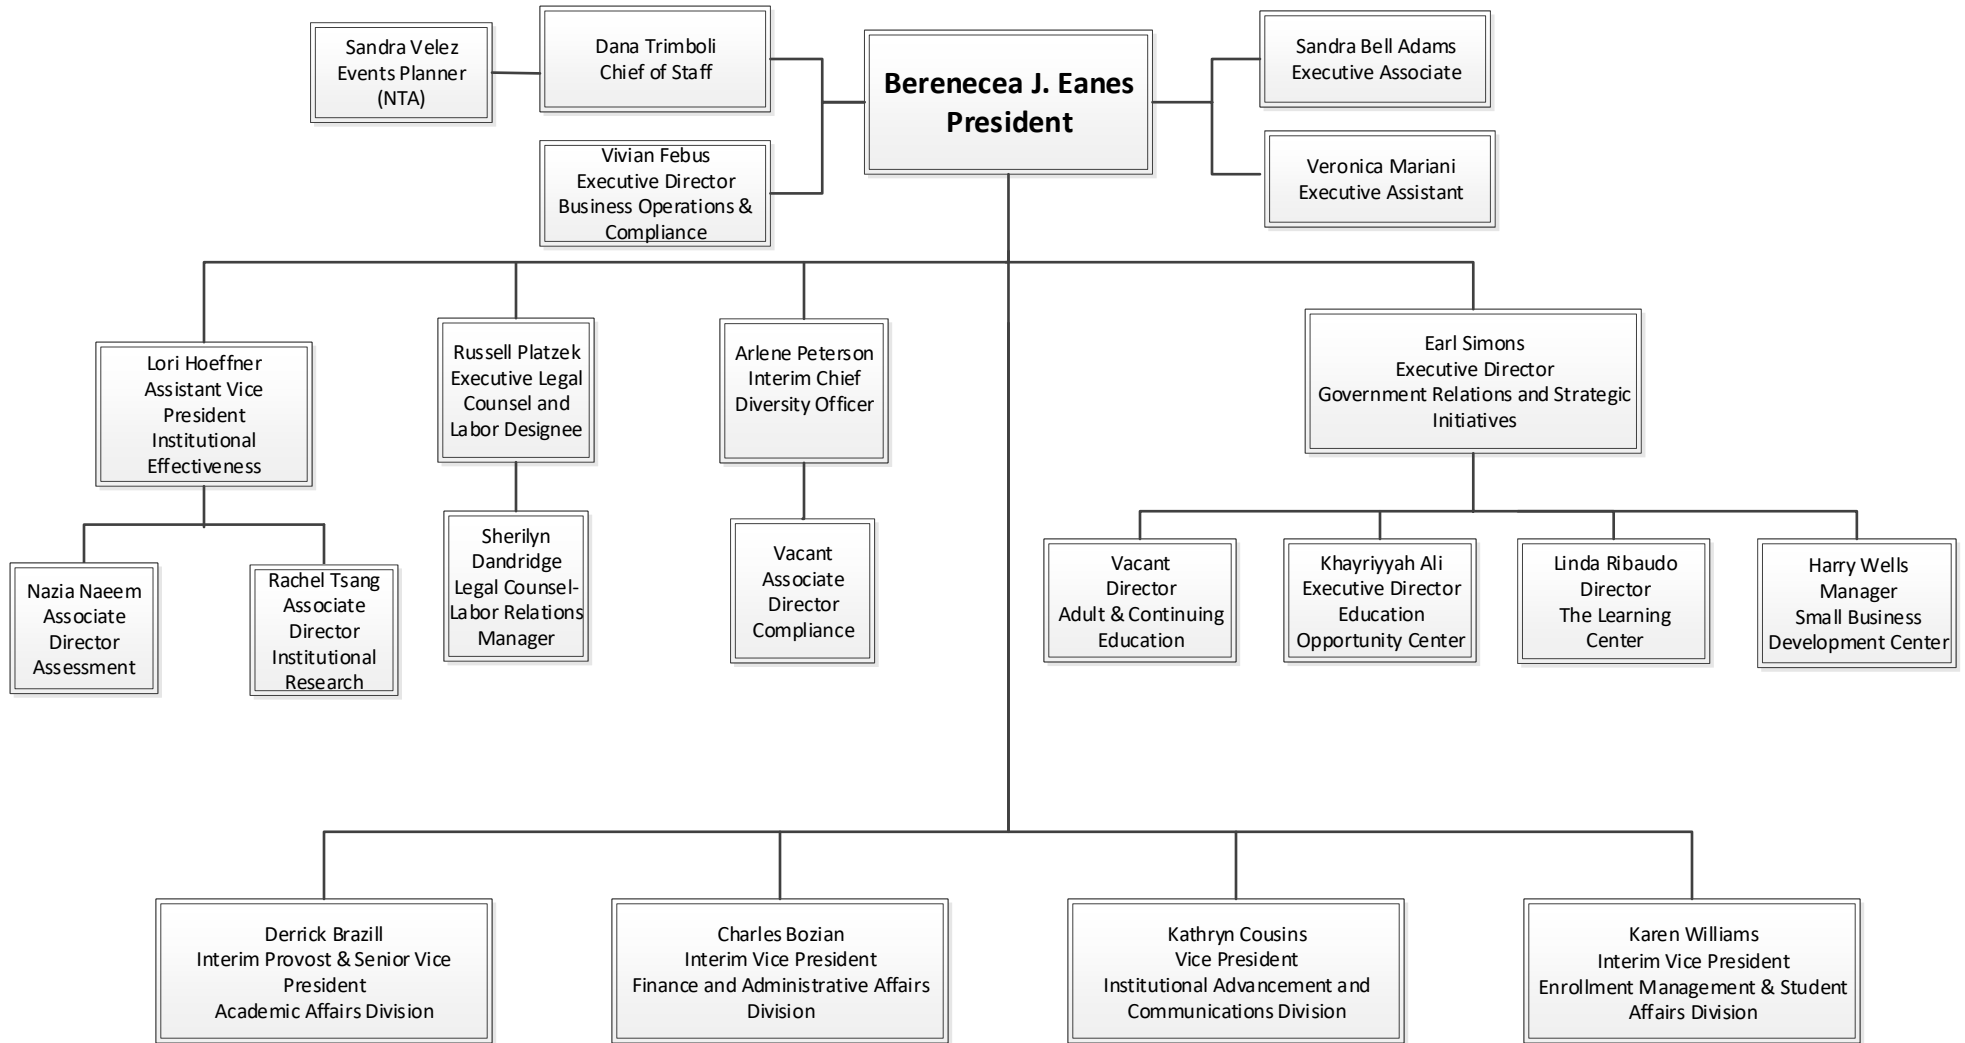 Sandra Velez
Events Planner
(NTA)
Dana Trimboli
Chief of Staff
Berenecea J. Eanes
President
Sandra Bell Adams
Executive Associate
Vivian Febus
Executive Director
Business Operations &
Compliance
Veronica Mariani
Executive Assistant
Lori Hoeffner
Assistant Vice
President
Institutional
Effectiveness
Russell Platzek
Executive Legal
Counsel and
Labor Designee
Arlene Peterson
Interim Chief
Diversity Officer
Earl Simons
Executive Director
Government Relations and Strategic
Initiatives
Nazia Naeem
Associate
Director
Assessment
Rachel Tsang
Associate
Director
Institutional
Research
Sherilyn
Dandridge
Legal Counsel-
Labor Relations
Manager
Vacant
Associate
Director
Compliance
Vacant
Director
Adult & Continuing
Education
Khayriyyah Ali
Executive Director
Education
Opportunity Center
Linda Ribaudo
Director
The Learning
Center
Harry Wells
Manager
Small Business
Development Center
Derrick Brazill
Interim Provost & Senior Vice
President
Academic Affairs Division
Charles Bozian
Interim Vice President
Finance and Administrative Affairs
Division
Kathryn Cousins
Vice President
Institutional Advancement and
Communications Division
Karen Williams
Interim Vice President
Enrollment Management & Student
Affairs Division